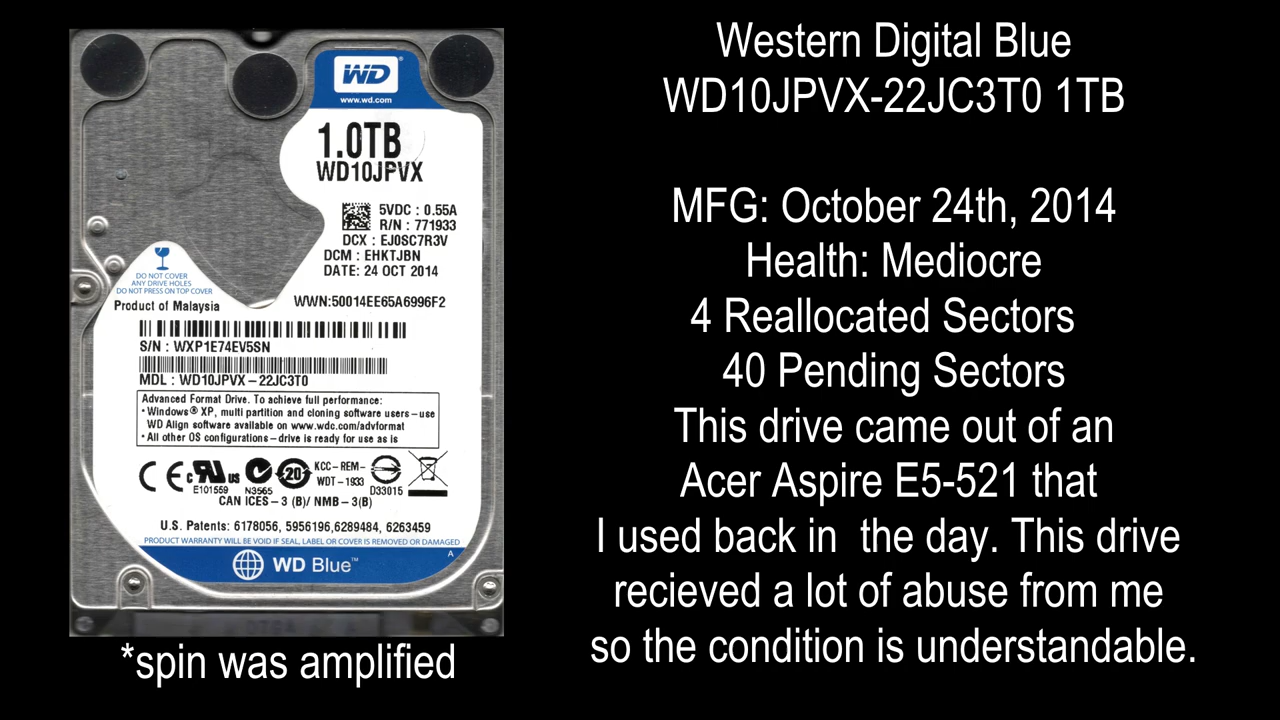 WD®
www.wd.com
1.0TB
WD10JPVX
5VDC : 0.55A
R/N : 771933
DCX : EJ0SC7R3V
DCM : EHKTJBN
DATE: 24 OCT 2014
DO NOT COVER
ANY DRIVE HOLES
DO NOT PRESS ON TOP COVER
Product of Malaysia
WWN:50014EE65A6996F2
S/N : WXP1E74EV5SN
MDL : WD10JPVX – 22JC3T0
Advanced Format Drive. To achieve full performance:
• Windows® XP, multi partition and cloning software users – use
WD Align software available on www.wdc.com/advformat
• All other OS configurations – drive is ready for use as is
CE c RU us 20 KCC – REM –
WDT – 1933
E101559 N3565 D33015
CAN ICES – 3 (B)/ NMB – 3(B)
U.S. Patents: 6178056, 5956196,6289484, 6263459
PRODUCT WARRANTY WILL BE VOID IF SEAL, LABEL OR COVER IS REMOVED OR DAMAGED
A
WD Blue™
*spin was amplified
Western Digital Blue
WD10JPVX-22JC3T0 1TB
MFG: October 24th, 2014
Health: Mediocre
4 Reallocated Sectors
40 Pending Sectors
This drive came out of an
Acer Aspire E5-521 that
I used back in  the day. This drive
recieved a lot of abuse from me
so the condition is understandable.